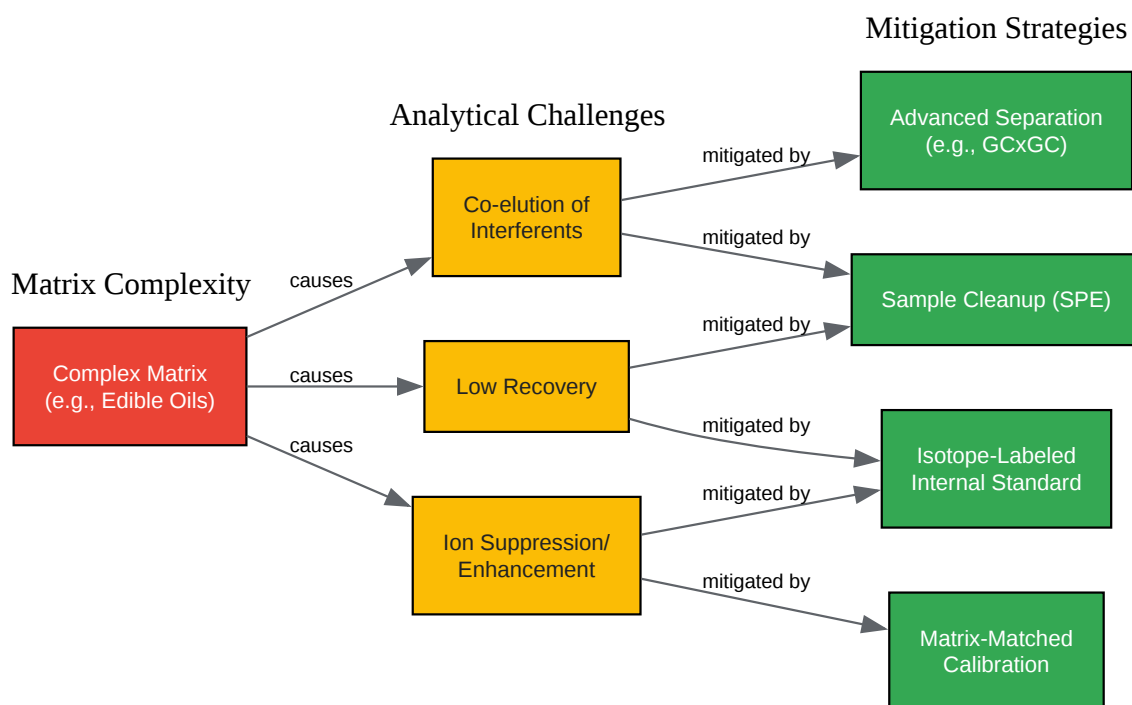 Mitigation Strategies
Advanced Separation
(e.g., GCxGC)
Analytical Challenges
mitigated by
Co-elution of
Interferents
mitigated by
Matrix Complexity
causes
Sample Cleanup (SPE)
mitigated by
Complex Matrix
(e.g., Edible Oils)
causes
Low Recovery
mitigated by
causes
Isotope-Labeled
Internal Standard
mitigated by
Ion Suppression/
Enhancement
mitigated by
Matrix-Matched
Calibration